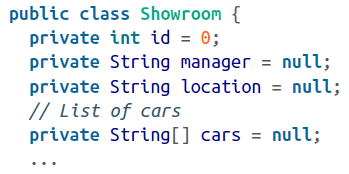 public class Showroom {
private int id = 0;
private String manager = null;
private String location = null;
// List of cars
private String[] cars = null;
...